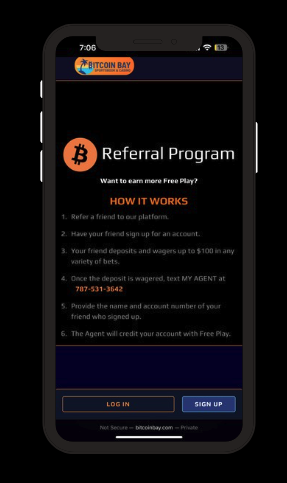 7:06
53
BITCOIN BAY
SPORTSBOOK & CASINO
Referral Program
Want to earn more Free Play?
HOW IT WORKS
1. Refer a friend to our platform.
2. Have your friend sign up for an account.
3. Your friend deposits and wagers up to $100 in any
variety of bets.
4. Once the deposit is wagered, text MY AGENT at
787-531-3642
5. Provide the name and account number of your
friend who signed up.
6. The Agent will credit your account with Free Play.
LOG IN
SIGN UP
Not Secure — bitcoinbay.com — Private